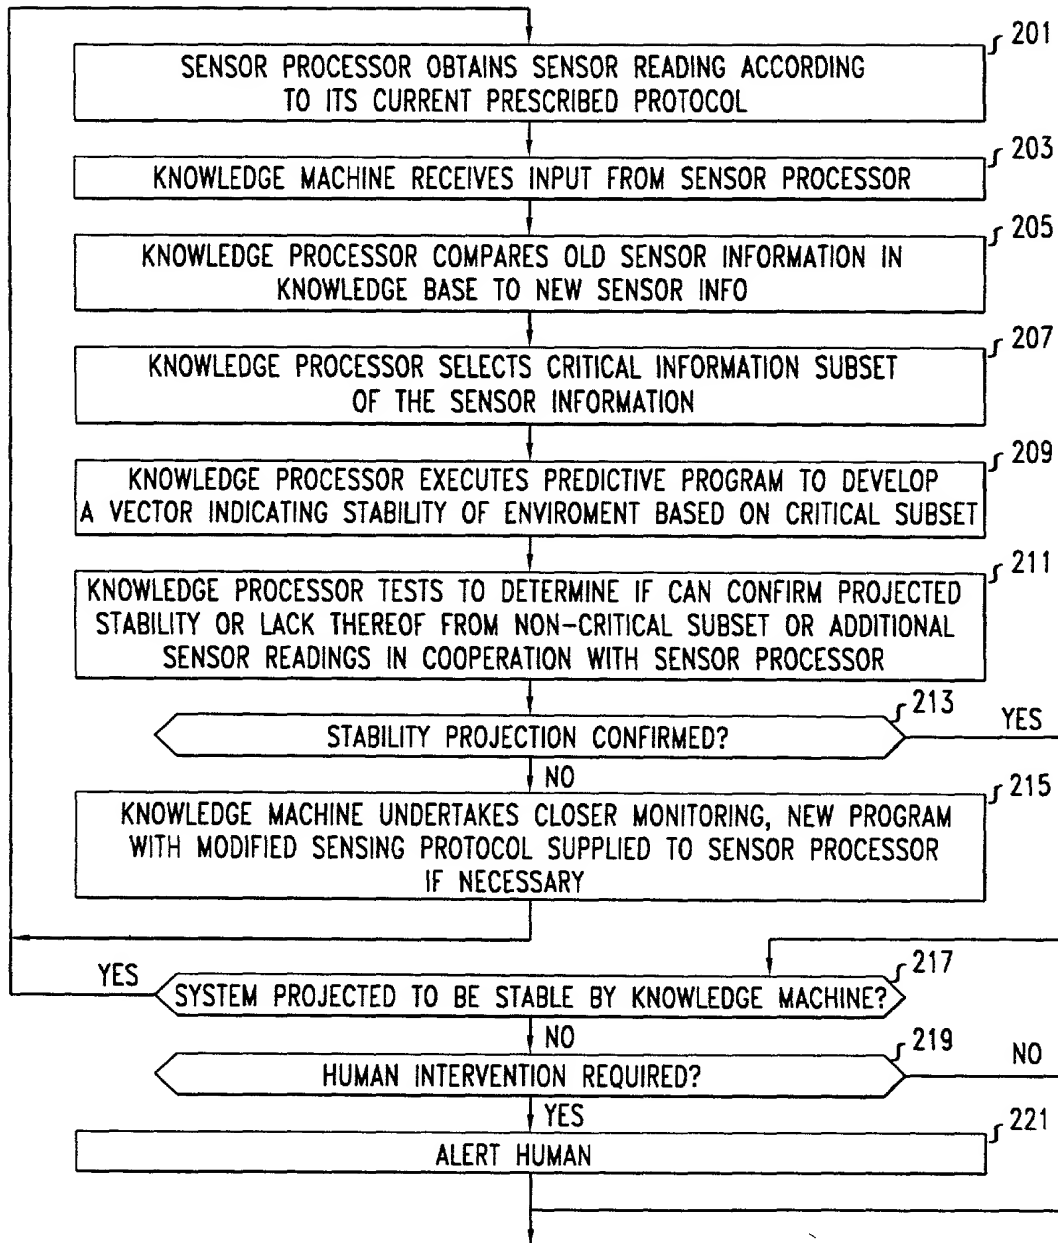 201
SENSOR PROCESSOR OBTAINS SENSOR READING ACCORDING
TO ITS CURRENT PRESCRIBED PROTOCOL
203
KNOWLEDGE MACHINE RECEIVES INPUT FROM SENSOR PROCESSOR
205
KNOWLEDGE PROCESSOR COMPARES OLD SENSOR INFORMATION IN
KNOWLEDGE BASE TO NEW SENSOR INFO
207
KNOWLEDGE PROCESSOR SELECTS CRITICAL INFORMATION SUBSET
OF THE SENSOR INFORMATION
209
KNOWLEDGE PROCESSOR EXECUTES PREDICTIVE PROGRAM TO DEVELOP
A VECTOR INDICATING STABILITY OF ENVIROMENT BASED ON CRITICAL SUBSET
211
KNOWLEDGE PROCESSOR TESTS TO DETERMINE IF CAN CONFIRM PROJECTED
STABILITY OR LACK THEREOF FROM NON-CRITICAL SUBSET OR ADDITIONAL
SENSOR READINGS IN COOPERATION WITH SENSOR PROCESSOR
213
STABILITY PROJECTION CONFIRMED?
YES
NO
215
KNOWLEDGE MACHINE UNDERTAKES CLOSER MONITORING, NEW PROGRAM
WITH MODIFIED SENSING PROTOCOL SUPPLIED TO SENSOR PROCESSOR
IF NECESSARY
YES
217
SYSTEM PROJECTED TO BE STABLE BY KNOWLEDGE MACHINE?
NO
219
HUMAN INTERVENTION REQUIRED?
NO
YES
221
ALERT HUMAN